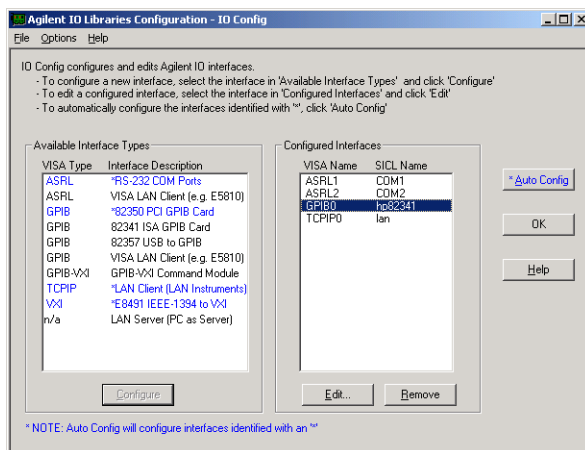 Agilent IO Libraries Configuration - IO Config
File Options Help
IO Config configures and edits Agilent IO interfaces.
- To configure a new interface, select the interface in 'Available Interface Types' and click 'Configure'
- To edit a configured interface, select the interface in 'Configured Interfaces' and click 'Edit'
- To automatically configure the interfaces identified with '*', click 'Auto Config'
Available Interface Types
VISA Type Interface Description
ASRL *RS-232 COM Ports
ASRL VISA LAN Client (e.g. E5810)
GPIB *82350 PCI GPIB Card
GPIB 82341 ISA GPIB Card
GPIB 82357 USB to GPIB
GPIB VISA LAN Client (e.g. E5810)
GPIB-VXI GPIB-VXI Command Module
TCPIP *LAN Client (LAN Instruments)
VXI *E8491 IEEE-1394 to VXI
n/a LAN Server (PC as Server)
Configure
Configured Interfaces
VISA Name SICL Name
ASRL1 COM1
ASRL2 COM2
GPIB0 hp82341
TCPIP0 lan
Edit... Remove
* Auto Config
OK
Help
* NOTE: Auto Config will configure interfaces identified with an '*'